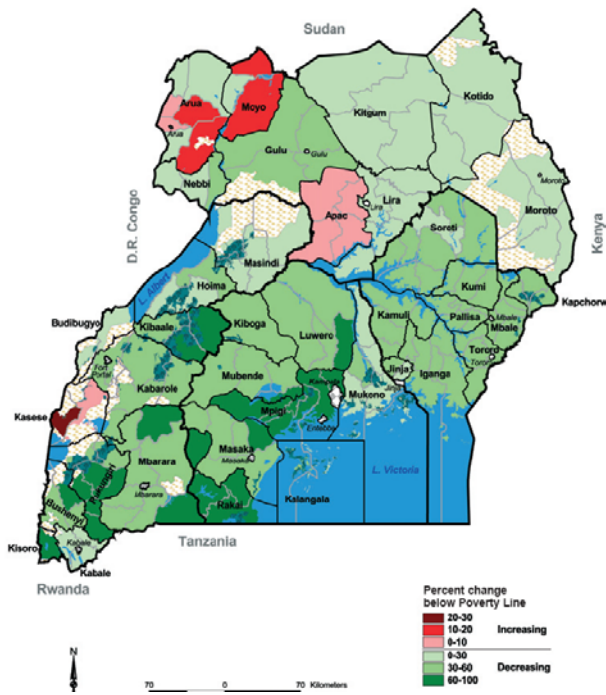 Sudan
Kotido
Kitgum
Moyo
Arua
Arua
Gulu
Gulu
Nebbi
Moroto
Moroto
Lira
Lira
Apac
D.R. Congo
Kenya
Soroti
Masindi
L. Albert
Hoima
Kumi
Kapchorwa
Budibugyo
Kibaale
Kiboga
Luwero
Kamuli
Pallisa
Mbale
Mbale
Fort
Portal
Tororo
Tororo
Kabarole
Mubende
Kampala
Jinja
Jinja
Iganga
Kasese
Mpigi
Mukono
Entebbe
Masaka
Masaka
Mbarara
Mbarara
L. Victoria
Rukungiri
Bushenyi
Rakai
Kalangala
Kisoro
Kabale
Kabale
Tanzania
Rwanda
Percent change
below Poverty Line
20-30
10-20 Increasing
0-10
0-30
30-60 Decreasing
60-100
N
70 0 70 Kilometers